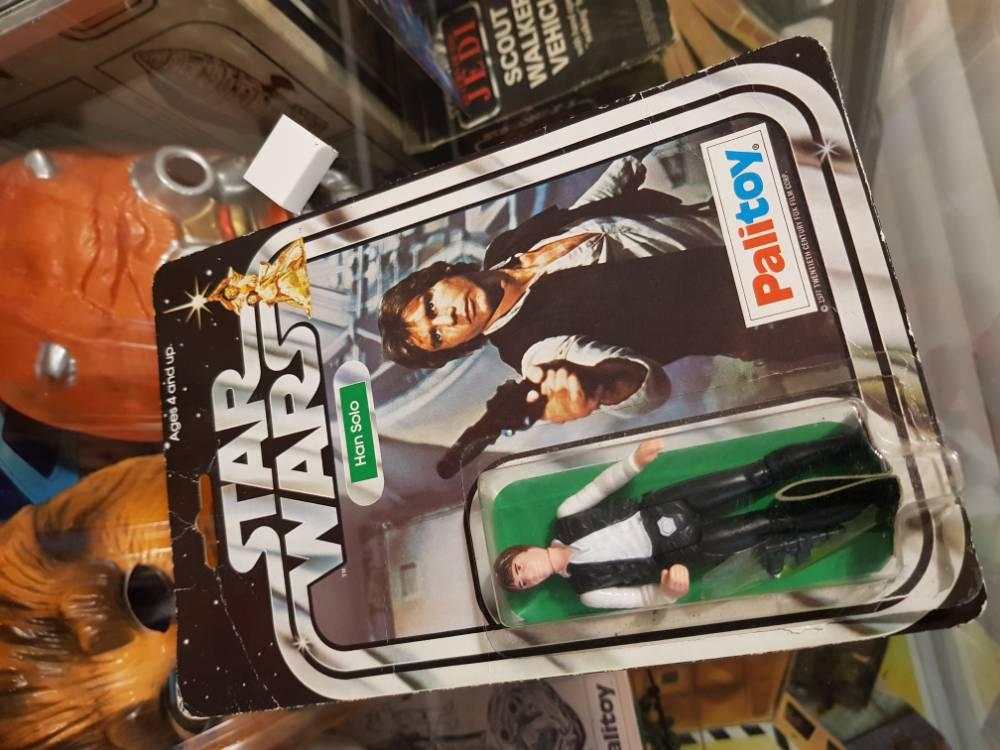 JEDI
SCOUT
WALKER
VEHICL
Ages 4 and up.
STAR
WARS
TM
Han Solo
Palitoy®
© 1977 TWENTIETH CENTURY FOX FILM CORP.
alitoy